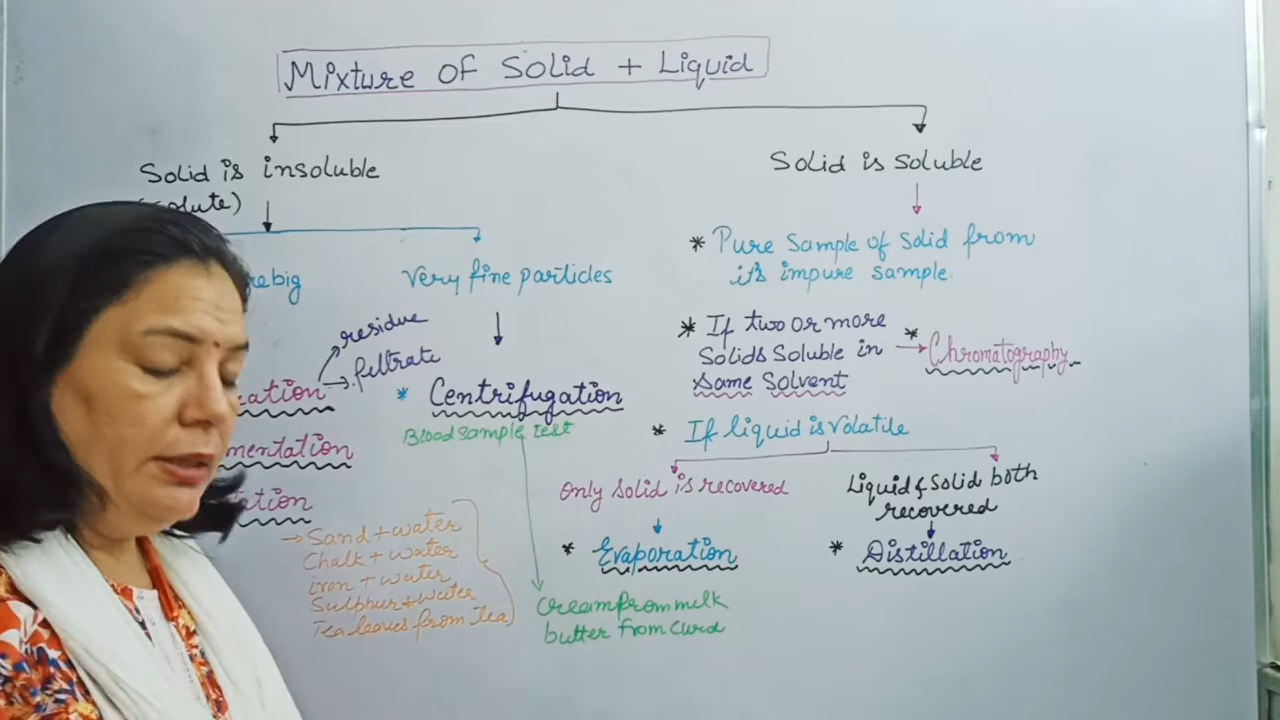 Mixture of Solid + Liquid
Solid is insoluble
Solid is Soluble
big
Very fine particles
* Pure Sample of Solid from
it's impure sample.
residue
filtrate
* Centrifugation
Blood sample test
* If two or more
Solids Soluble in
Same Solvent
* Chromatography
* If liquid is Volatile
Only Solid is recovered
Liquid & Solid both
recovered
* Evaporation
* Distillation
Sand + water
Chalk + water
iron + water
Sulphur + water
Tea leaves from Tea
Cream from milk
butter from curd